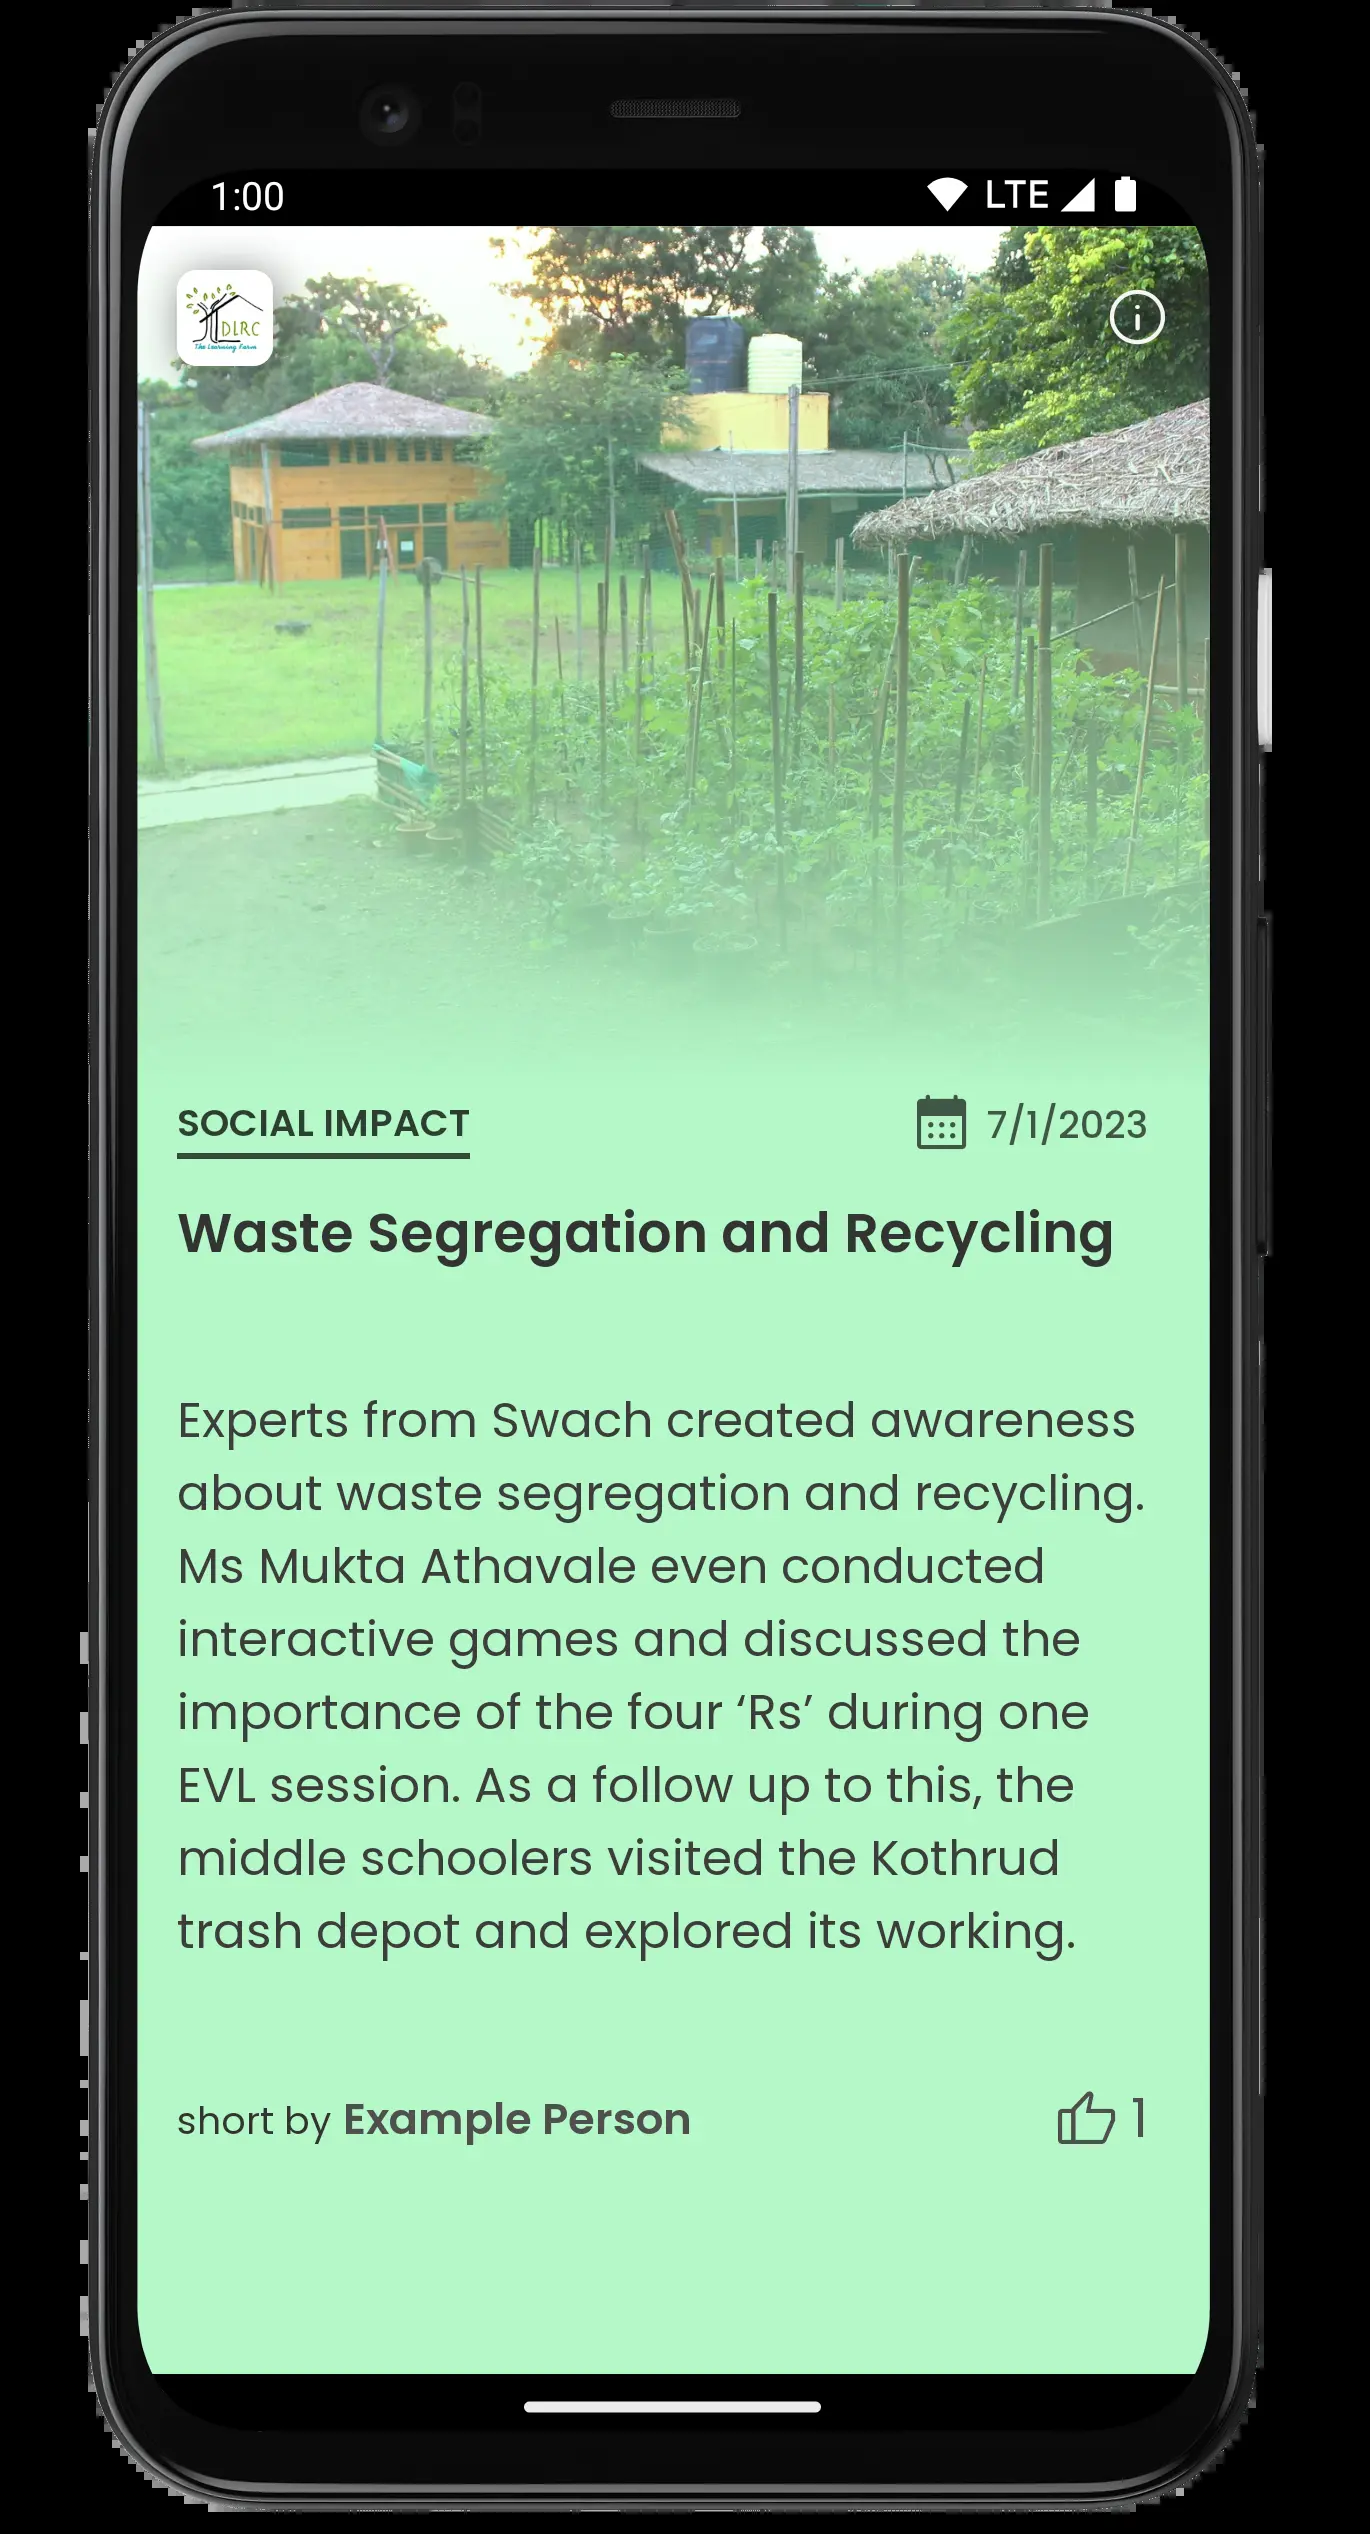 1:00 LTE
DLRC
The Learning Farm
SOCIAL IMPACT 7/1/2023
Waste Segregation and Recycling
Experts from Swach created awareness
about waste segregation and recycling.
Ms Mukta Athavale even conducted
interactive games and discussed the
importance of the four ‘Rs’ during one
EVL session. As a follow up to this, the
middle schoolers visited the Kothrud
trash depot and explored its working.
short by Example Person 1